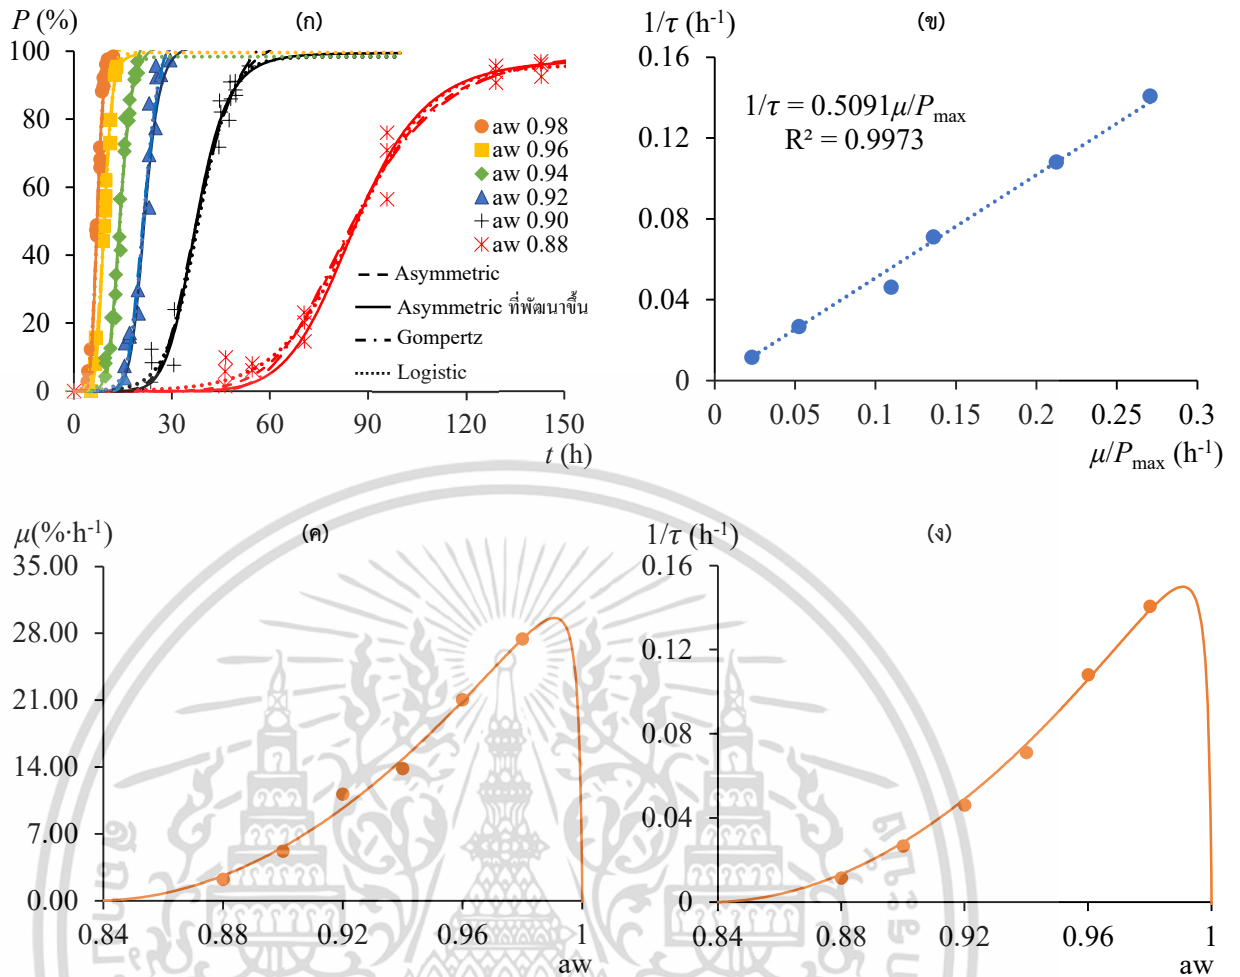 P (%)
(ก)
100
80
60
40
20
0
0
30
60
90
120
150
t (h)
aw 0.98
aw 0.96
aw 0.94
aw 0.92
aw 0.90
aw 0.88
Asymmetric
Asymmetric ที่พัฒนาขึ้น
Gompertz
Logistic
1/τ (h⁻¹)
(ข)
0.16
0.12
0.08
0.04
0
1/τ = 0.5091μ/Pmax
R² = 0.9973
0
0.05
0.1
0.15
0.2
0.25
0.3
μ/Pmax (h⁻¹)
μ(%·h⁻¹)
(ค)
35.00
28.00
21.00
14.00
7.00
0.00
0.84
0.88
0.92
0.96
1
aw
1/τ (h⁻¹)
(ง)
0.16
0.12
0.08
0.04
0
0.84
0.88
0.92
0.96
1
aw